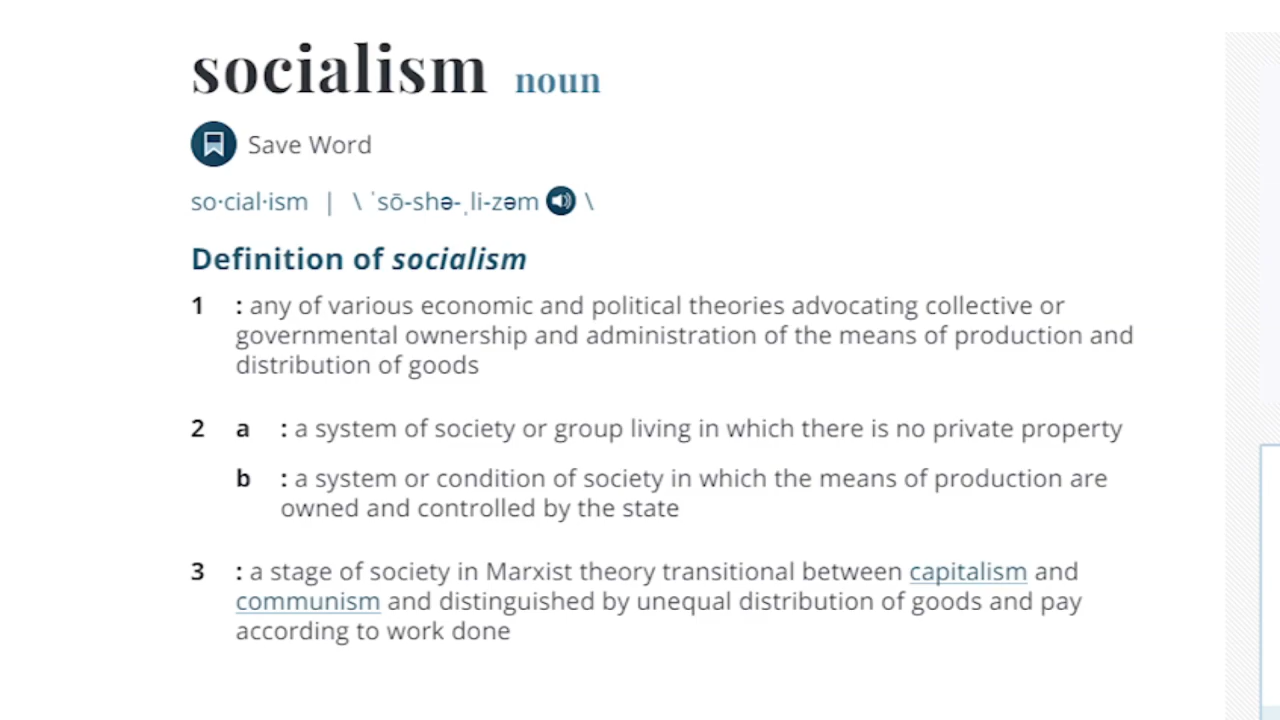 socialism noun
Save Word
so·cial·ism | \ ˈsō-shə-ˌli-zəm \
Definition of socialism
1 : any of various economic and political theories advocating collective or
governmental ownership and administration of the means of production and
distribution of goods
2 a : a system of society or group living in which there is no private property
b : a system or condition of society in which the means of production are
owned and controlled by the state
3 : a stage of society in Marxist theory transitional between capitalism and
communism and distinguished by unequal distribution of goods and pay
according to work done